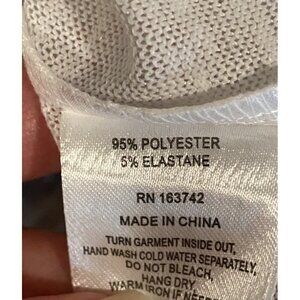 95% POLYESTER
5% ELASTANE
RN 163742
MADE IN CHINA
TURN GARMENT INSIDE OUT,
HAND WASH COLD WATER SEPARATELY,
DO NOT BLEACH,
HANG DRY
WARM IRON IF NEEDED